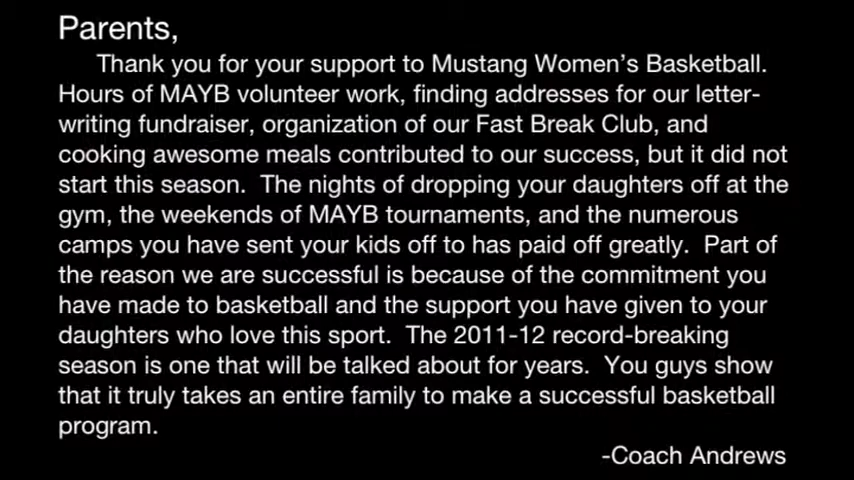 Parents,
Thank you for your support to Mustang Women's Basketball.
Hours of MAYB volunteer work, finding addresses for our letter-
writing fundraiser, organization of our Fast Break Club, and
cooking awesome meals contributed to our success, but it did not
start this season.  The nights of dropping your daughters off at the
gym, the weekends of MAYB tournaments, and the numerous
camps you have sent your kids off to has paid off greatly.  Part of
the reason we are successful is because of the commitment you
have made to basketball and the support you have given to your
daughters who love this sport.  The 2011-12 record-breaking
season is one that will be talked about for years.  You guys show
that it truly takes an entire family to make a successful basketball
program.
-Coach Andrews